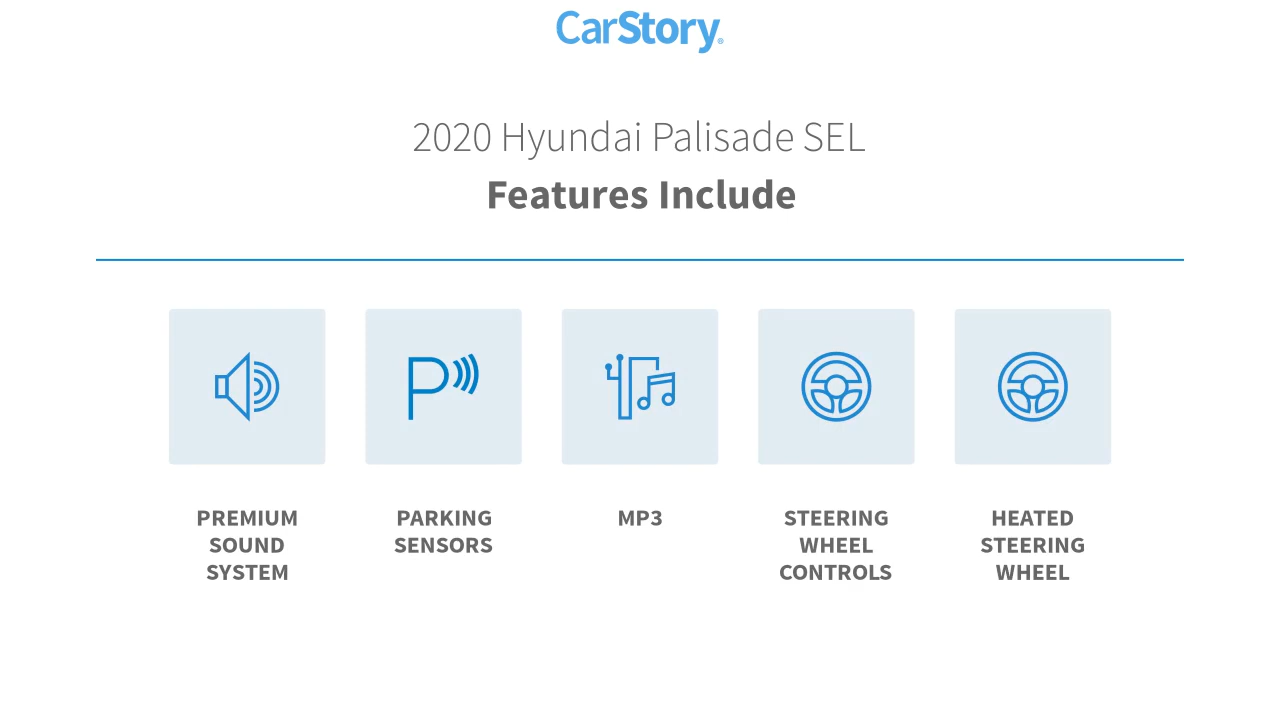 CarStory®
2020 Hyundai Palisade SEL
Features Include
PREMIUM
SOUND
SYSTEM
PARKING
SENSORS
MP3
STEERING
WHEEL
CONTROLS
HEATED
STEERING
WHEEL